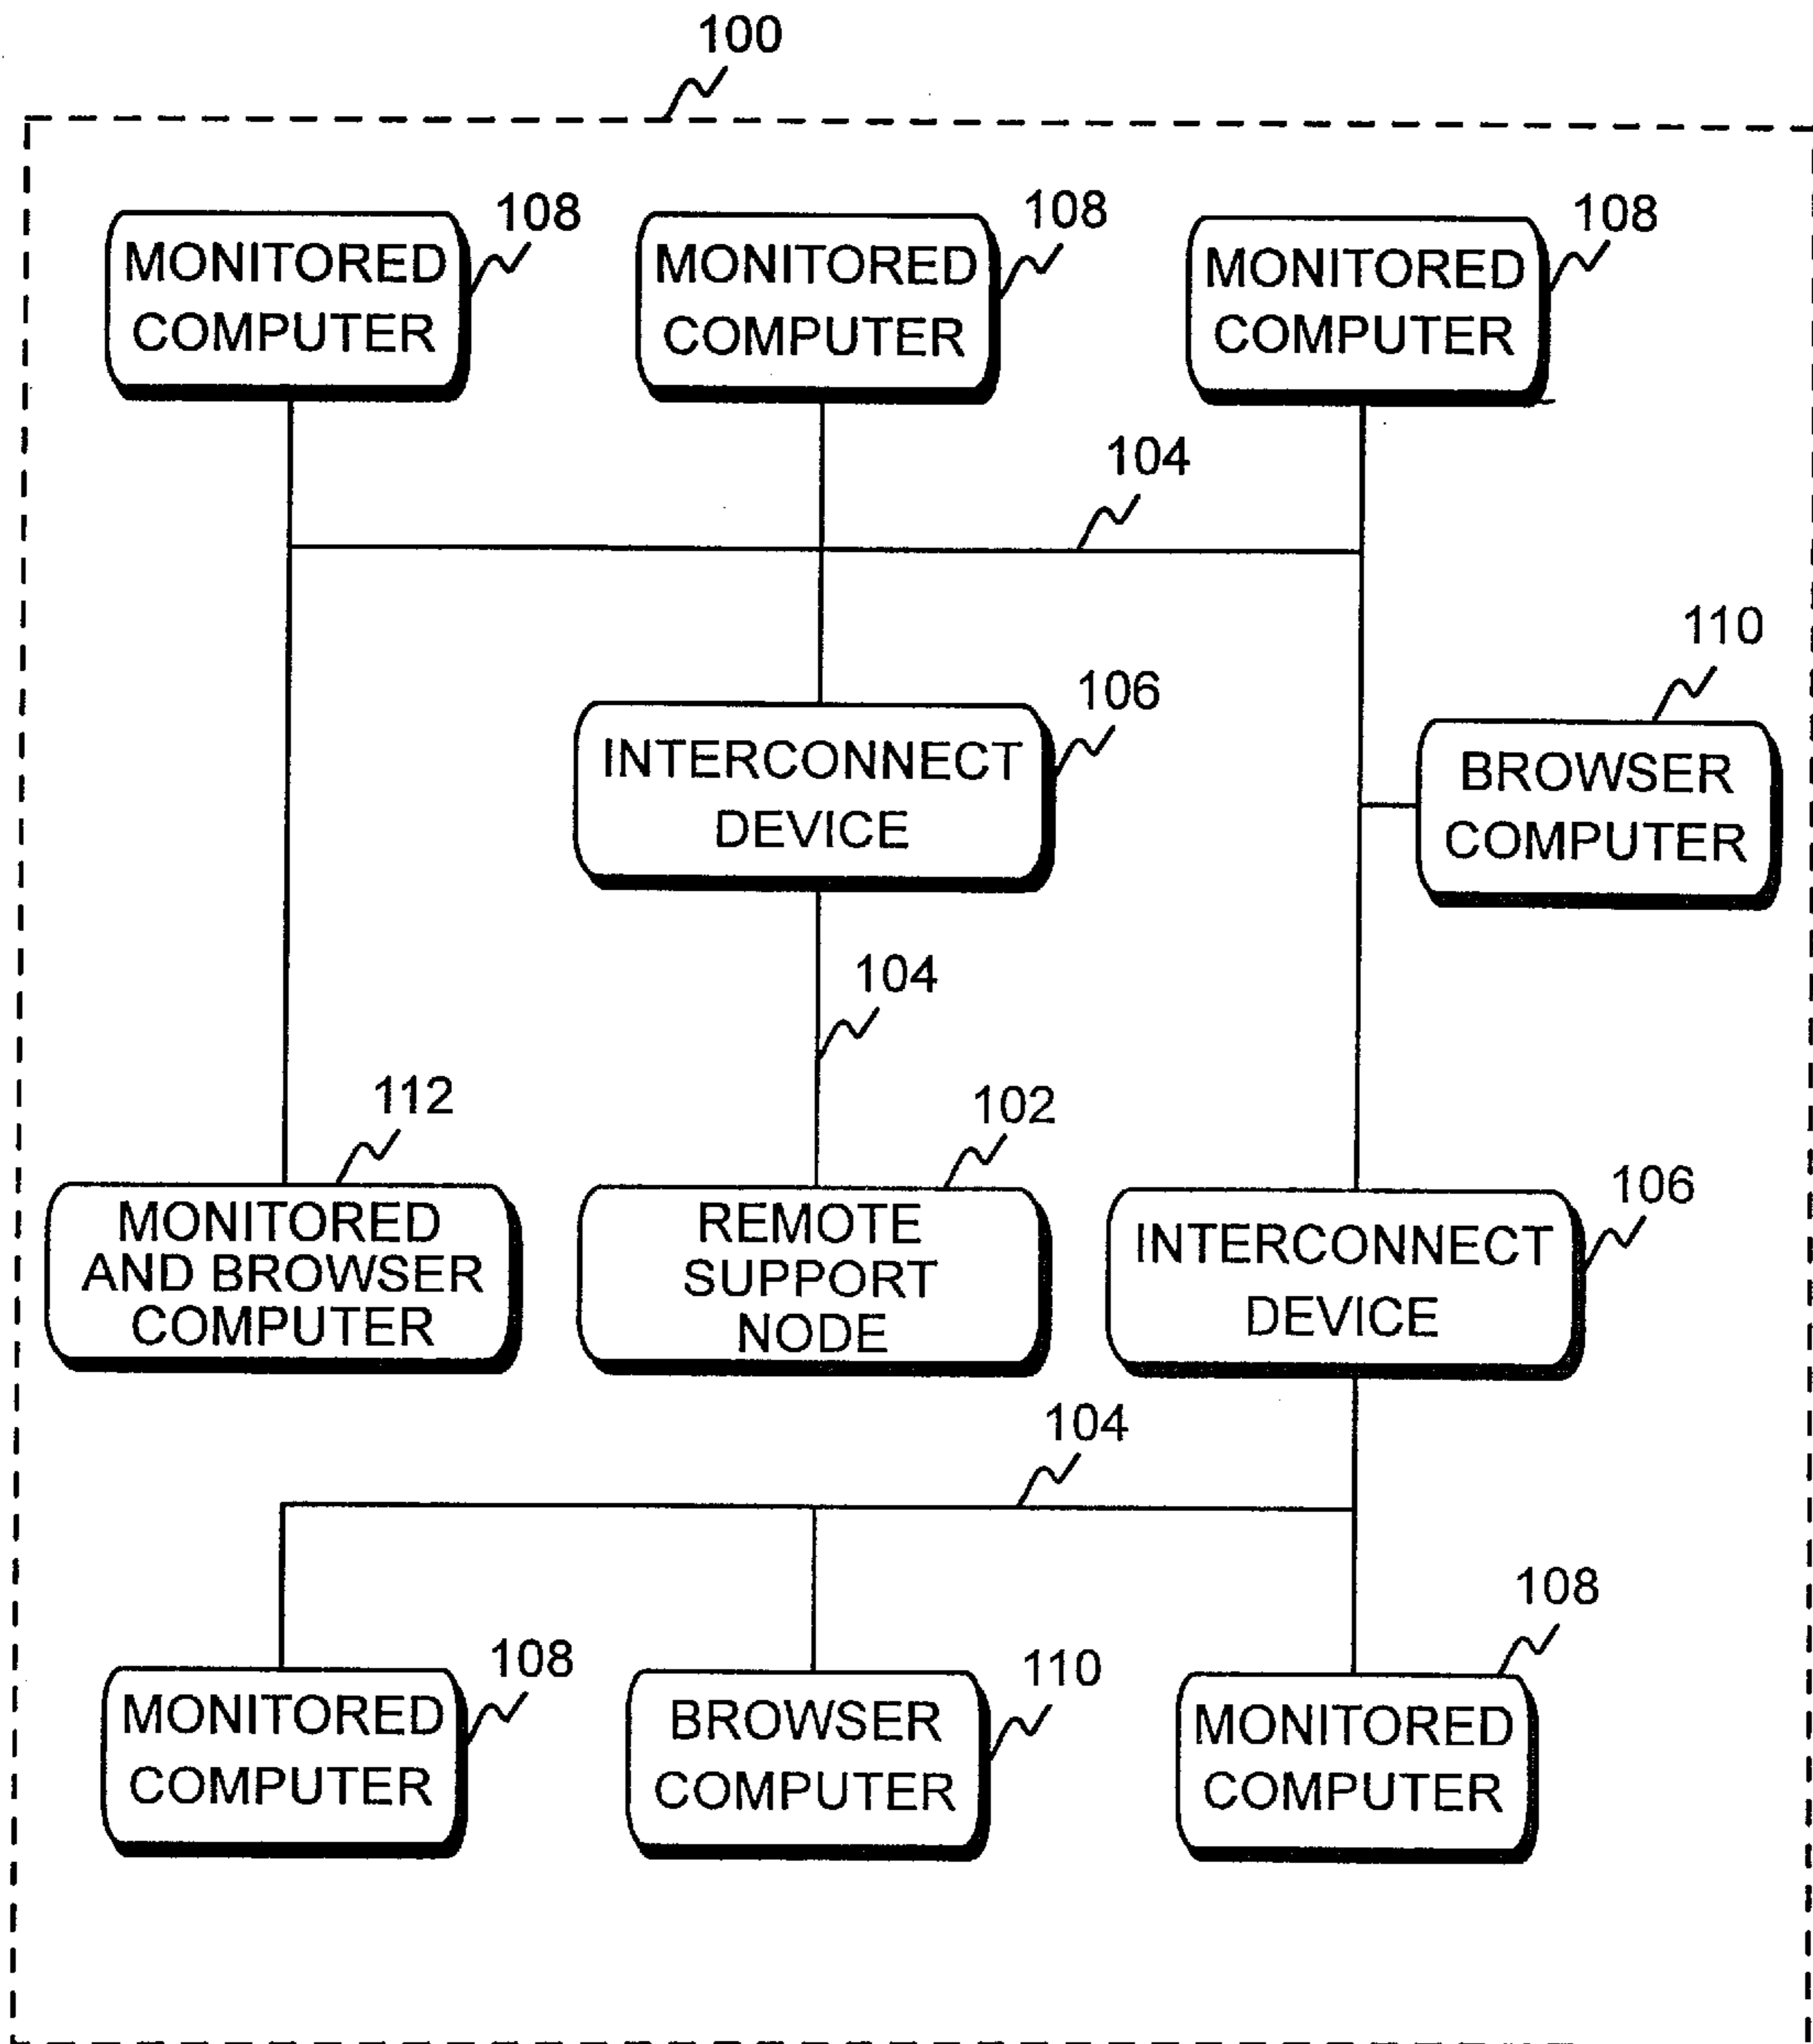 100
108
108
108
MONITORED
COMPUTER
MONITORED
COMPUTER
MONITORED
COMPUTER
104
110
106
INTERCONNECT
DEVICE
BROWSER
COMPUTER
104
112
102
106
MONITORED
AND BROWSER
COMPUTER
REMOTE
SUPPORT
NODE
INTERCONNECT
DEVICE
104
108
110
108
MONITORED
COMPUTER
BROWSER
COMPUTER
MONITORED
COMPUTER